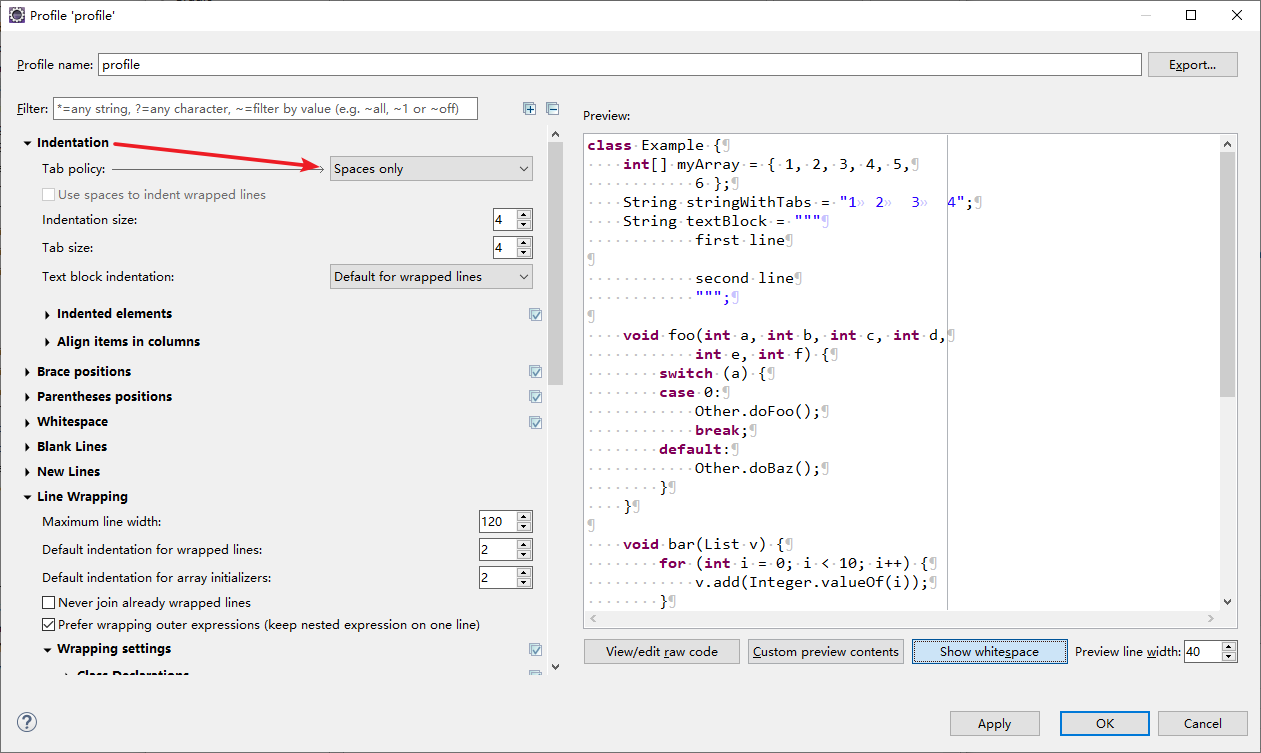 Profile 'profile'
Profile name: profile Export...
Filter: *=any string, ?=any character, ~=filter by value (e.g. ~all, ~1 or ~off)
Indentation
Tab policy: Spaces only
Use spaces to indent wrapped lines
Indentation size: 4
Tab size: 4
Text block indentation: Default for wrapped lines
Indented elements
Align items in columns
Brace positions
Parentheses positions
Whitespace
Blank Lines
New Lines
Line Wrapping
Maximum line width: 120
Default indentation for wrapped lines: 2
Default indentation for array initializers: 2
Never join already wrapped lines
Prefer wrapping outer expressions (keep nested expression on one line)
Wrapping settings
Class Declarations
Preview:
class·Example·{¶
····int[]·myArray·=·{·1,·2,·3,·4,·5,¶
············6·};¶
····String·stringWithTabs·=·"1»2»3»4";¶
····String·textBlock·=·"""¶
············first·line¶
¶
············second·line¶
············""";¶
¶
····void·foo(int·a,·int·b,·int·c,·int·d,¶
············int·e,·int·f)·{¶
········switch·(a)·{¶
········case·0:¶
············Other.doFoo();¶
············break;¶
········default:¶
············Other.doBaz();¶
········}¶
····}¶
¶
····void·bar(List·v)·{¶
········for·(int·i·=·0;·i·<·10;·i++)·{¶
············v.add(Integer.valueOf(i));¶
········}¶
View/edit raw code Custom preview contents Show whitespace Preview line width: 40
? Apply OK Cancel